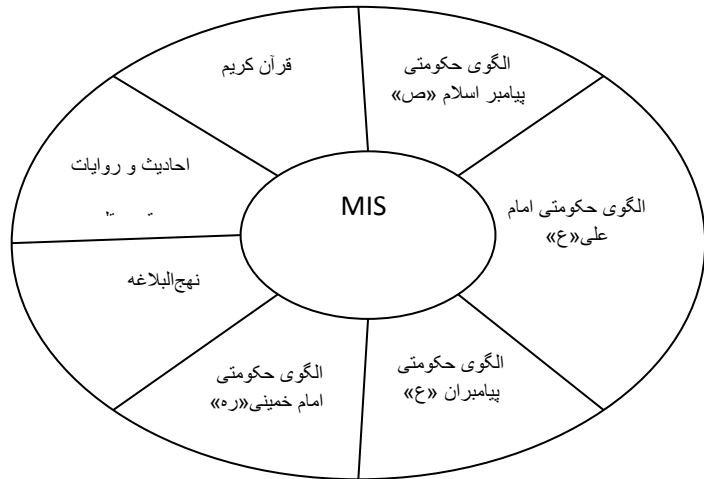 الگوی حکومتی
پیامبر اسلام «ص»
قرآن کریم
الگوی حکومتی امام
علی«ع»
احادیث و روایات
MIS
نهج‌البلاغه
الگوی حکومتی
پیامبران «ع»
الگوی حکومتی
امام خمینی«ره»